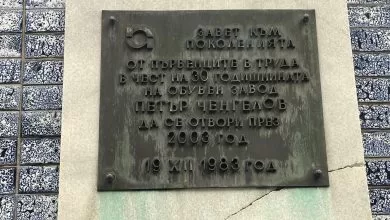 ЗАВЕТ КЪМ
ПОКОЛЕНИЯТА
ОТ ПЪРВЕНЦИТЕ В ТРУДА
В ЧЕСТ НА 30 ГОДИШНИНАТА
НА ОБУВЕН ЗАВОД
ПЕТЪР ЧЕНГЕЛОВ
ДА СЕ ОТВОРИ ПРЕЗ
2003 ГОД
19 XII 1983 ГОД